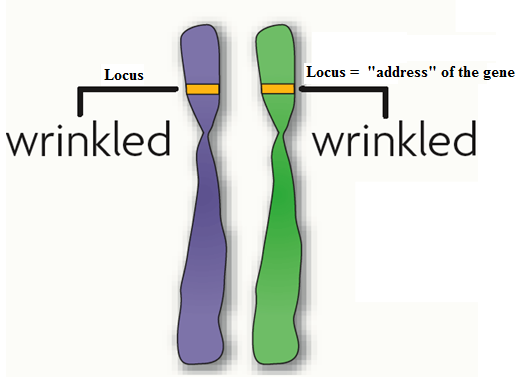 Locus
Locus = "address" of the gene
wrinkled
wrinkled